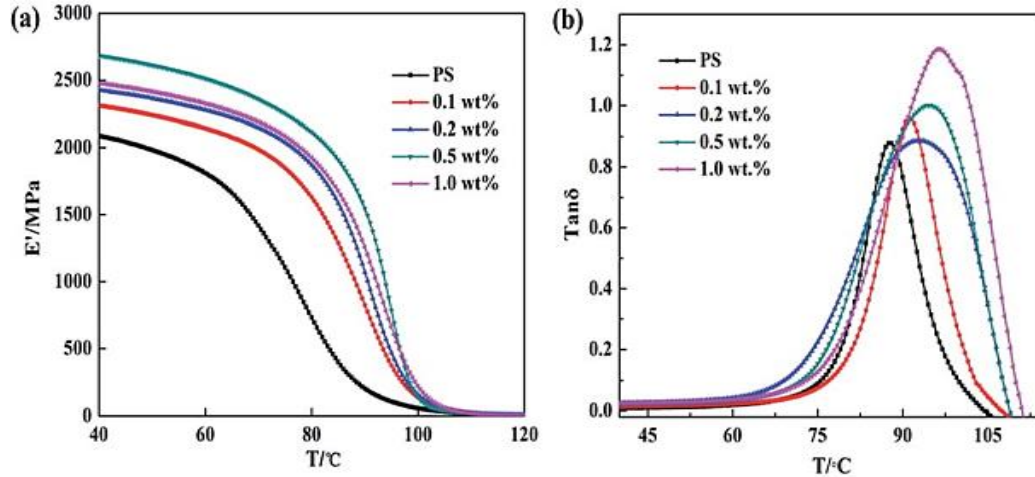 (a)
3000
2500
2000
1500
1000
500
0
E'/MPa
PS
0.1 wt%
0.2 wt%
0.5 wt%
1.0 wt%
40 60 80 100 120
T/℃
(b)
1.2
1.0
0.8
0.6
0.4
0.2
0.0
Tanδ
PS
0.1 wt.%
0.2 wt.%
0.5 wt.%
1.0 wt.%
45 60 75 90 105
T/°C